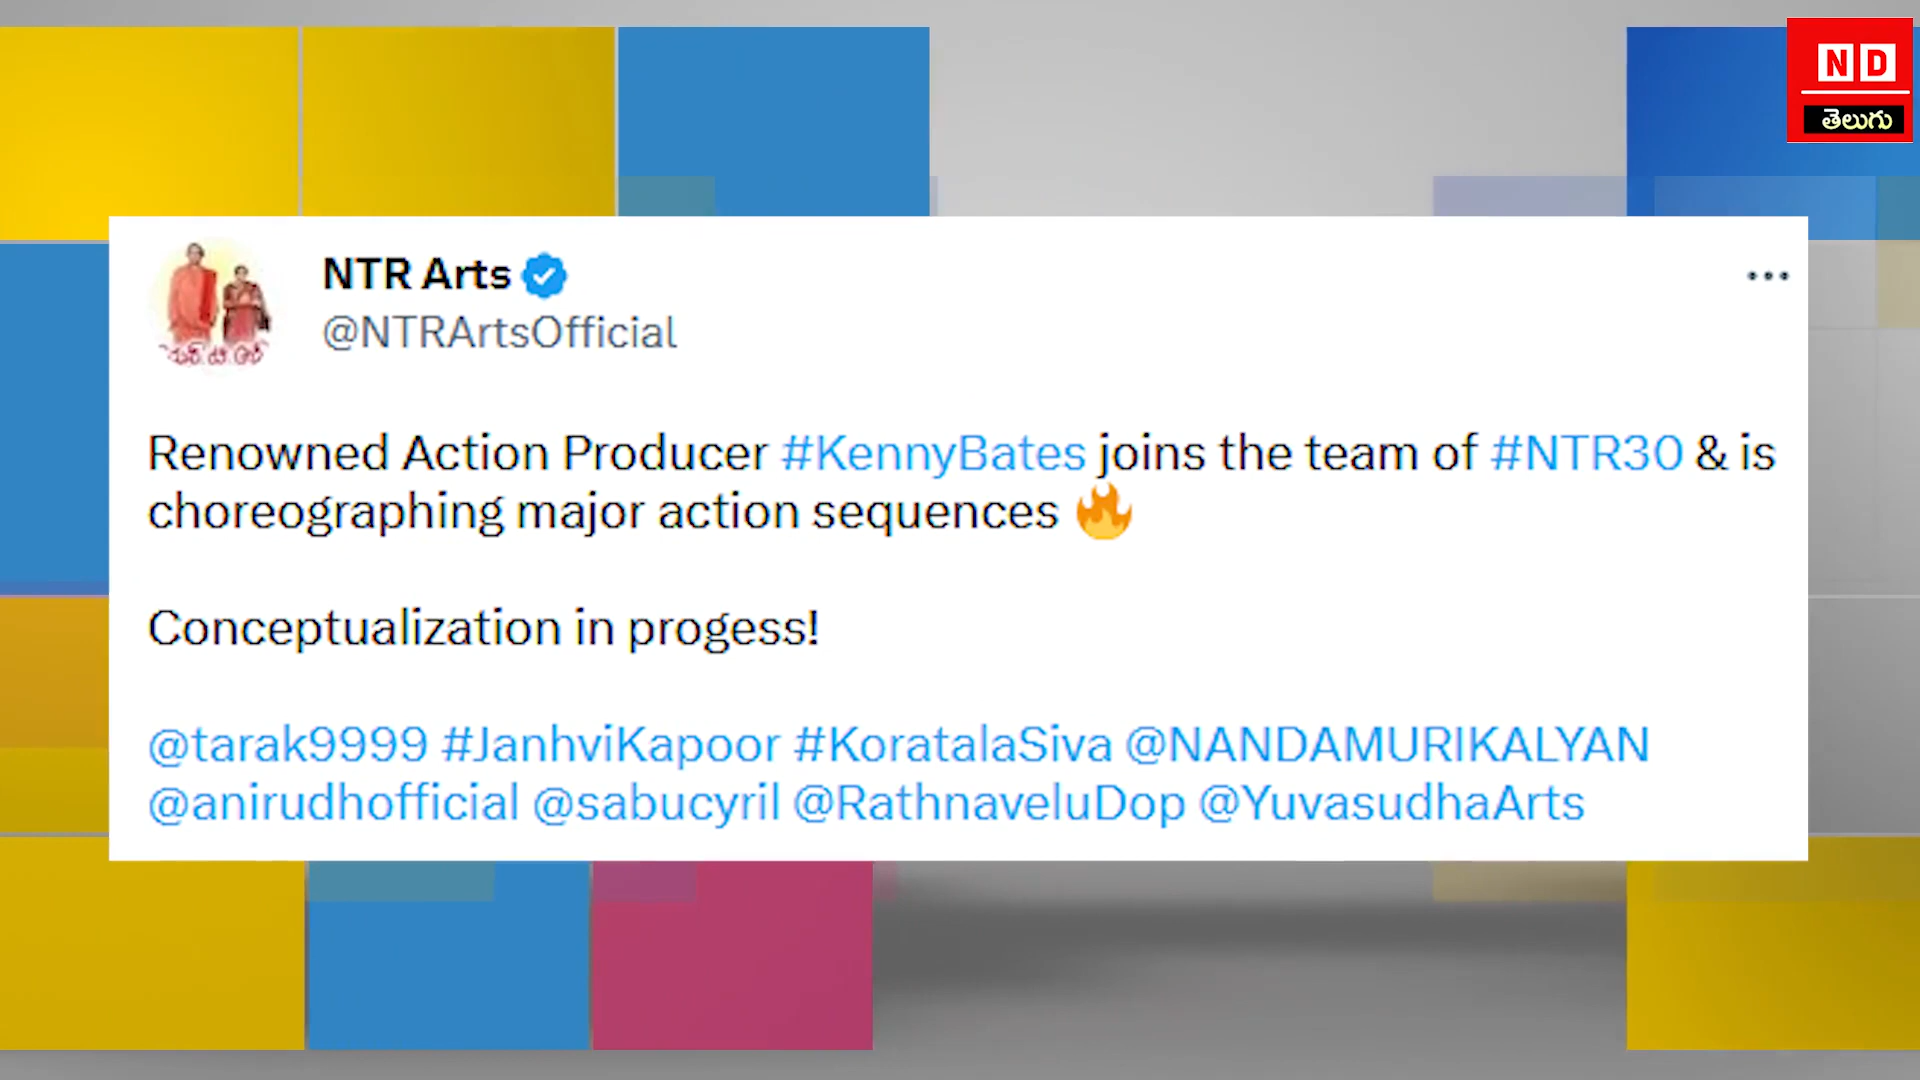 ND
తెలుగు
NTR Arts
@NTRArtsOfficial
Renowned Action Producer #KennyBates joins the team of #NTR30 & is
choreographing major action sequences 🔥
Conceptualization in progess!
@tarak9999 #JanhviKapoor #KoratalaSiva @NANDAMURIKALYAN
@anirudhofficial @sabucyril @RathnaveluDop @YuvasudhaArts